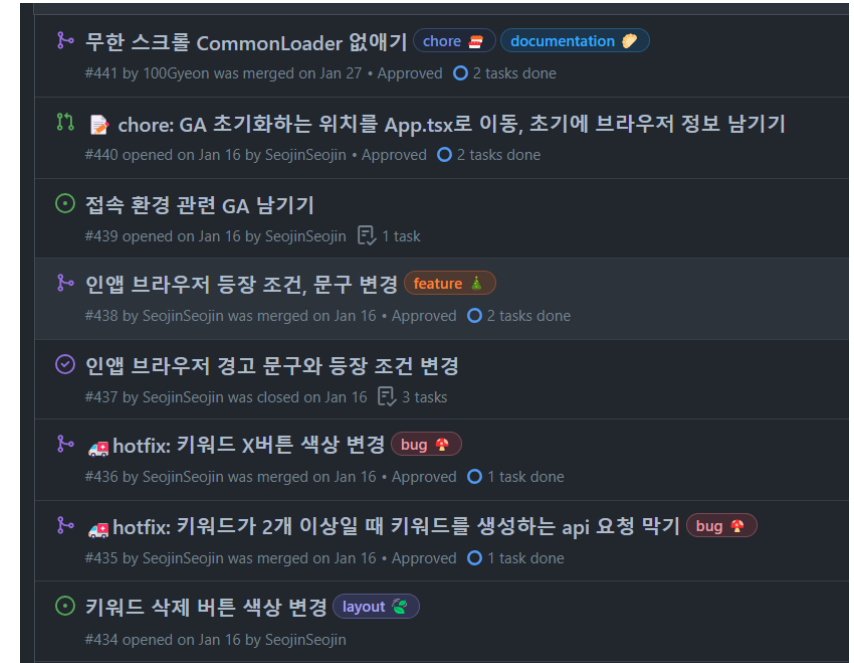 무한 스크롤 CommonLoader 없애기 chore 🍣 documentation 🥟
#441 by 100Gyeon was merged on Jan 27 • Approved 2 tasks done
📝 chore: GA 초기화하는 위치를 App.tsx로 이동, 초기에 브라우저 정보 남기기
#440 opened on Jan 16 by SeojinSeojin • Approved 2 tasks done
접속 환경 관련 GA 남기기
#439 opened on Jan 16 by SeojinSeojin 1 task
인앱 브라우저 등장 조건, 문구 변경 feature 🎄
#438 by SeojinSeojin was merged on Jan 16 • Approved 2 tasks done
인앱 브라우저 경고 문구와 등장 조건 변경
#437 by SeojinSeojin was closed on Jan 16 3 tasks
🚑 hotfix: 키워드 X버튼 색상 변경 bug 🍄
#436 by SeojinSeojin was merged on Jan 16 • Approved 1 task done
🚑 hotfix: 키워드가 2개 이상일 때 키워드를 생성하는 api 요청 막기 bug 🍄
#435 by SeojinSeojin was merged on Jan 16 • Approved 1 task done
키워드 삭제 버튼 색상 변경 layout 🐲
#434 opened on Jan 16 by SeojinSeojin